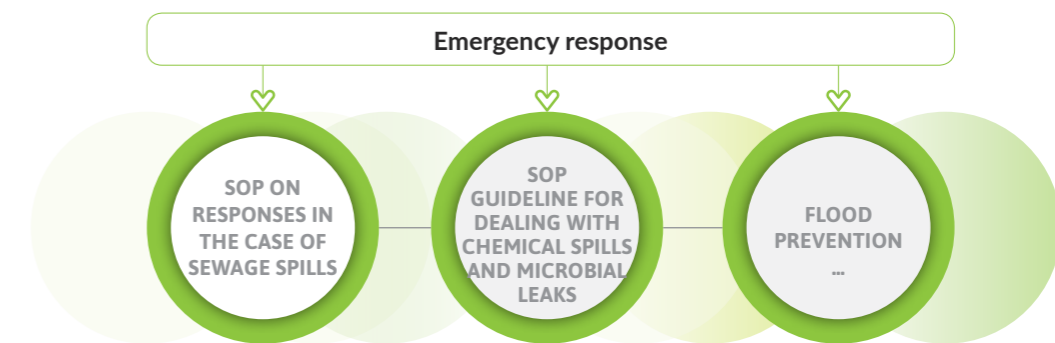 Emergency response
SOP ON
RESPONSES IN
THE CASE OF
SEWAGE SPILLS
SOP
GUIDELINE FOR
DEALING WITH
CHEMICAL SPILLS
AND MICROBIAL
LEAKS
FLOOD
PREVENTION
...